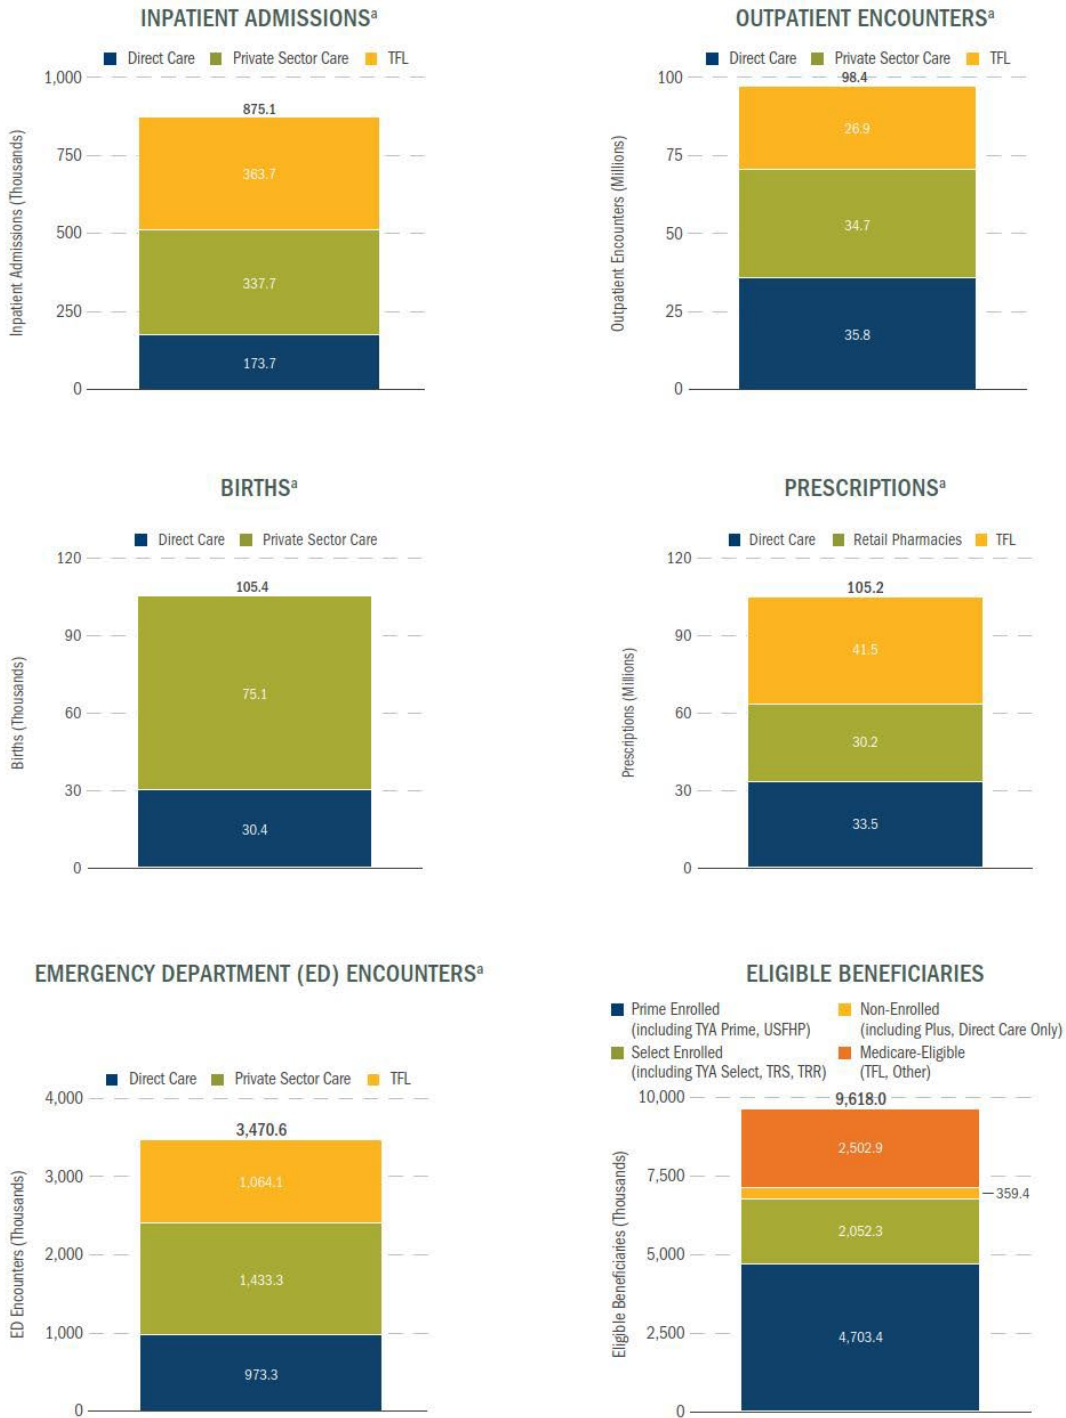 INPATIENT ADMISSIONSa
Direct Care Private Sector Care TFL
1,000
875.1
750
363.7
500
337.7
250
173.7
0
Inpatient Admissions (Thousands)
OUTPATIENT ENCOUNTERSa
Direct Care Private Sector Care TFL
100
98.4
26.9
75
34.7
50
25
35.8
0
Outpatient Encounters (Millions)
BIRTHSa
Direct Care Private Sector Care
120
105.4
90
75.1
60
30
30.4
0
Births (Thousands)
PRESCRIPTIONSa
Direct Care Retail Pharmacies TFL
120
105.2
90
41.5
60
30.2
30
33.5
0
Prescriptions (Millions)
EMERGENCY DEPARTMENT (ED) ENCOUNTERSa
Direct Care Private Sector Care TFL
4,000
3,470.6
3,000
1,064.1
2,000
1,433.3
1,000
973.3
0
ED Encounters (Thousands)
ELIGIBLE BENEFICIARIES
Prime Enrolled
(including TYA Prime, USFHP)
Select Enrolled
(including TYA Select, TRS, TRR)
Non-Enrolled
(including Plus, Direct Care Only)
Medicare-Eligible
(TFL, Other)
10,000
9,618.0
2,502.9
7,500
359.4
2,052.3
5,000
4,703.4
2,500
0
Eligible Beneficiaries (Thousands)